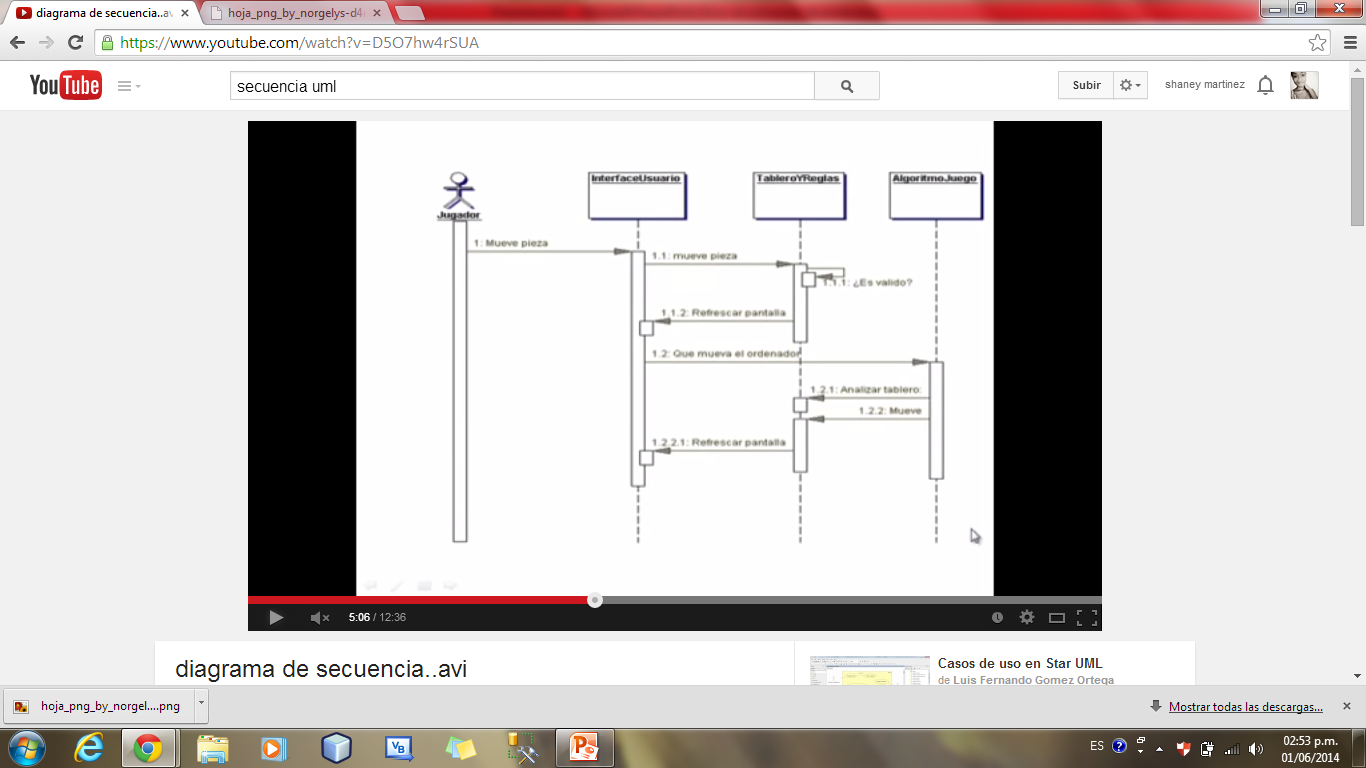 diagrama de secuencia..av
hoja_png_by_norgelys-d4
https://www.youtube.com/watch?v=D5O7hw4rSUA
YouTube
secuencia uml
Subir
shaney martinez
InterfaceUsuario
TableroYReglas
AlgoritmoJuego
Jugador
1: Mueve pieza
1.1: mueve pieza
1.1.1: ¿Es valido?
1.1.2: Refrescar pantalla
1.2: Que mueva el ordenador
1.2.1: Analizar tablero:
1.2.2: Mueve
1.2.2.1: Refrescar pantalla
5:06 / 12:36
diagrama de secuencia..avi
Casos de uso en Star UML
de Luis Fernando Gomez Ortega
hoja_png_by_norgel....png
Mostrar todas las descargas...
VB
ES
02:53 p.m.
01/06/2014